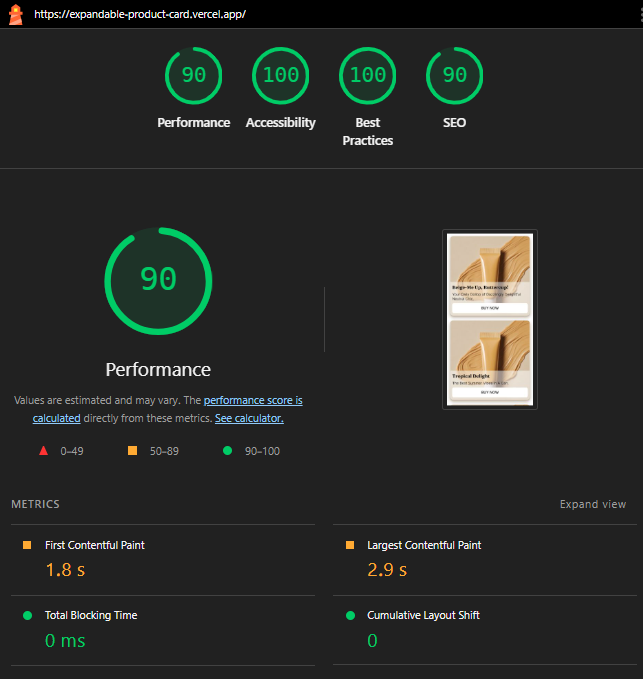 https://expandable-product-card.vercel.app/
90
100
100
90
Performance
Accessibility
Best
Practices
SEO
90
Performance
Values are estimated and may vary. The performance score is
calculated directly from these metrics. See calculator.
0–49
50–89
90–100
Beige-Me Up, Buttercup!
BUY NOW
Tropical Delight
BUY NOW
METRICS
Expand view
First Contentful Paint
1.8 s
Largest Contentful Paint
2.9 s
Total Blocking Time
0 ms
Cumulative Layout Shift
0